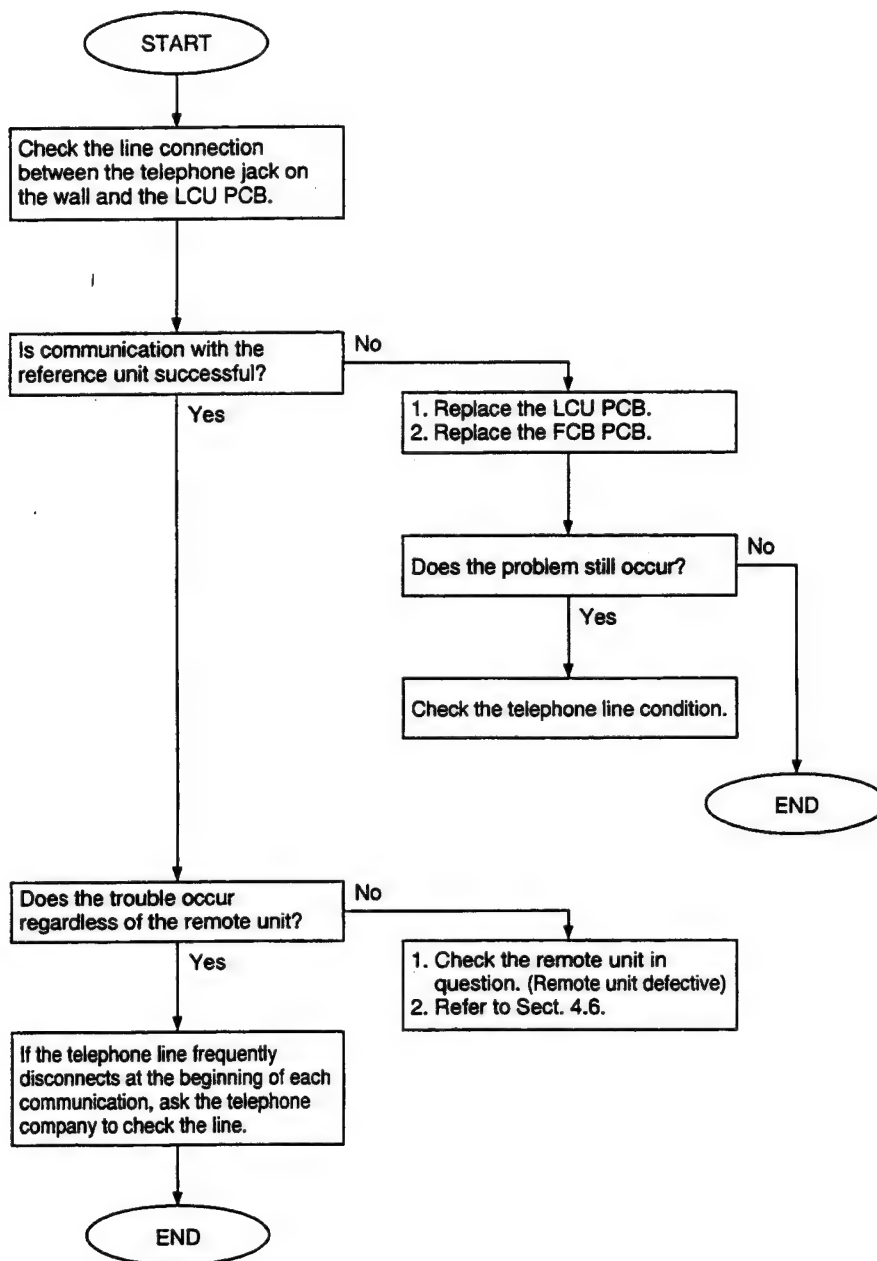 START
Check the line connection
between the telephone jack on
the wall and the LCU PCB.
Is communication with the
reference unit successful?
No
Yes
1. Replace the LCU PCB.
2. Replace the FCB PCB.
Does the problem still occur?
No
Yes
Check the telephone line condition.
END
Does the trouble occur
regardless of the remote unit?
No
Yes
1. Check the remote unit in
question. (Remote unit defective)
2. Refer to Sect. 4.6.
If the telephone line frequently
disconnects at the beginning of each
communication, ask the telephone
company to check the line.
END